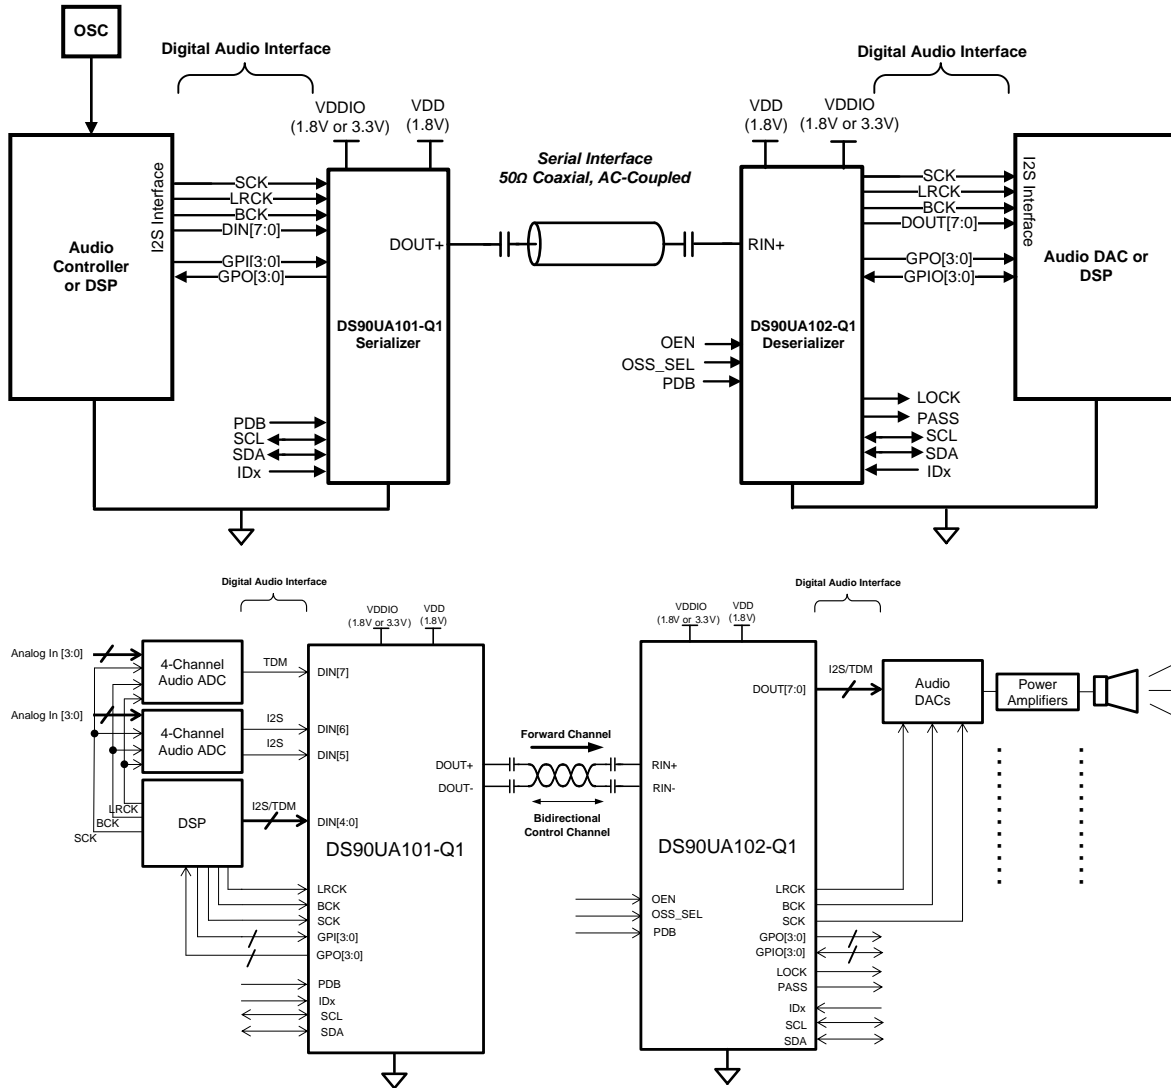 OSC
Digital Audio Interface
Digital Audio Interface
VDDIO
(1.8V or 3.3V)
VDD
(1.8V)
VDD
(1.8V)
VDDIO
(1.8V or 3.3V)
Serial Interface
50Ω Coaxial, AC-Coupled
Audio
Controller
or DSP
I2S Interface
SCK
LRCK
BCK
DIN[7:0]
GPI[3:0]
GPO[3:0]
DOUT+
DS90UA101-Q1
Serializer
PDB
SCL
SDA
IDx
RIN+
DS90UA102-Q1
Deserializer
OEN
OSS_SEL
PDB
SCK
LRCK
BCK
DOUT[7:0]
GPO[3:0]
GPIO[3:0]
LOCK
PASS
SCL
SDA
IDx
I2S Interface
Audio DAC or
DSP
Digital Audio Interface
Digital Audio Interface
VDDIO
(1.8V or 3.3V)
VDD
(1.8V)
VDDIO
(1.8V or 3.3V)
VDD
(1.8V)
Analog In [3:0]
4-Channel
Audio ADC
TDM
DIN[7]
Analog In [3:0]
4-Channel
Audio ADC
I2S
DIN[6]
I2S
DIN[5]
LRCK
BCK
SCK
DSP
I2S/TDM
DIN[4:0]
DS90UA101-Q1
LRCK
BCK
SCK
GPI[3:0]
GPO[3:0]
PDB
IDx
SCL
SDA
DOUT+
DOUT-
Forward Channel
Bidirectional
Control Channel
RIN+
RIN-
DS90UA102-Q1
OEN
OSS_SEL
PDB
DOUT[7:0]
I2S/TDM
Audio
DACs
Power
Amplifiers
LRCK
BCK
SCK
GPO[3:0]
GPIO[3:0]
LOCK
PASS
IDx
SCL
SDA